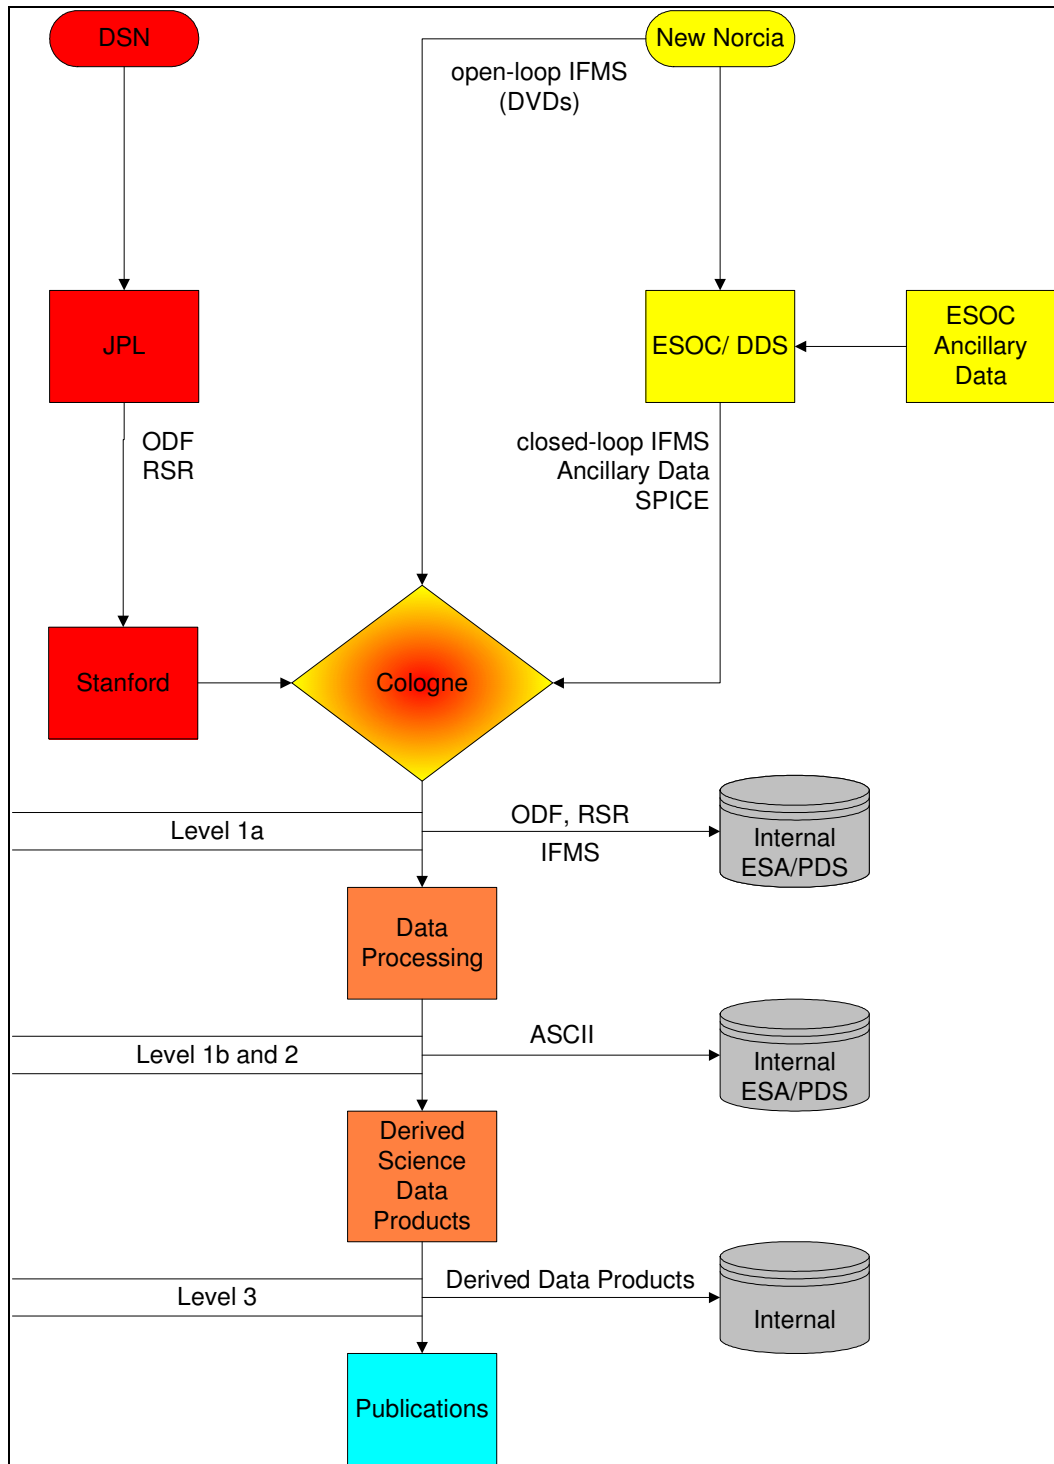 DSN
New Norcia
open-loop IFMS
(DVDs)
JPL
ESOC/ DDS
ESOC
Ancillary
Data
ODF
RSR
closed-loop IFMS
Ancillary Data
SPICE
Stanford
Cologne
Level 1a
ODF, RSR
IFMS
Internal
ESA/PDS
Data
Processing
Level 1b and 2
ASCII
Internal
ESA/PDS
Derived
Science
Data
Products
Level 3
Derived Data Products
Internal
Publications